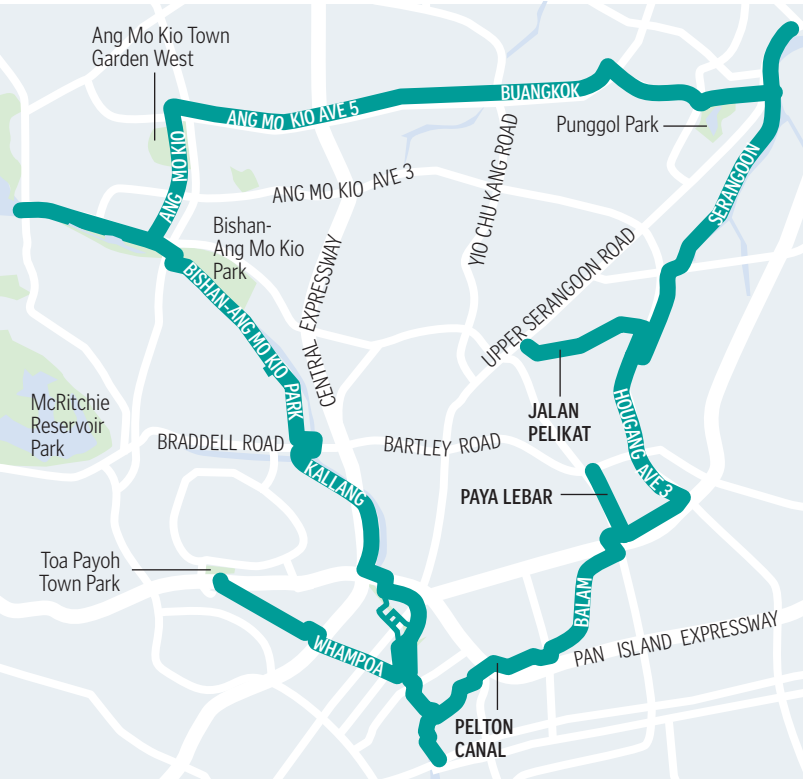 Ang Mo Kio Town
Garden West
ANG MO KIO AVE 5
BUANGKOK
Punggol Park
ANG MO KIO
ANG MO KIO AVE 3
YIO CHU KANG ROAD
SERANGOON
Bishan-
Ang Mo Kio
Park
BISHAN-ANG MO KIO PARK
CENTRAL EXPRESSWAY
UPPER SERANGOON ROAD
McRitchie
Reservoir
Park
JALAN
PELIKAT
HOUGANG AVE 3
BRADDELL ROAD
BARTLEY ROAD
KALLANG
PAYA LEBAR
Toa Payoh
Town Park
BALAM
WHAMPOA
PAN ISLAND EXPRESSWAY
PELTON
CANAL